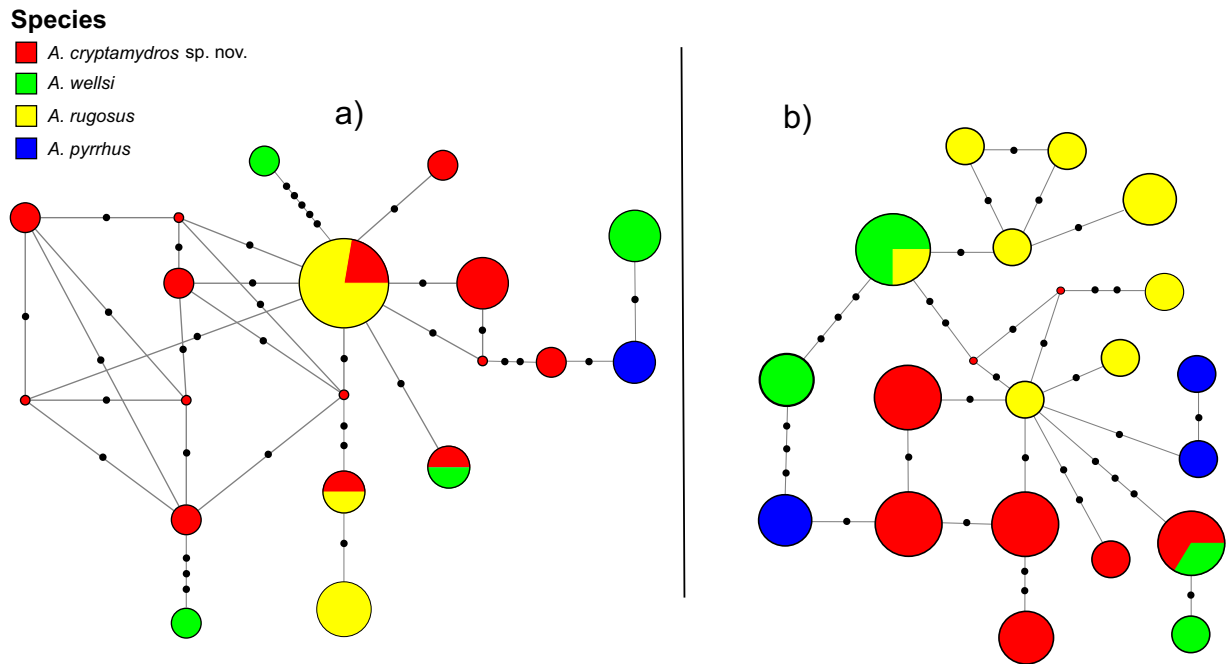 Species
A. cryptamydros sp. nov.
A. wellsi
A. rugosus
A. pyrrhus
a)
b)